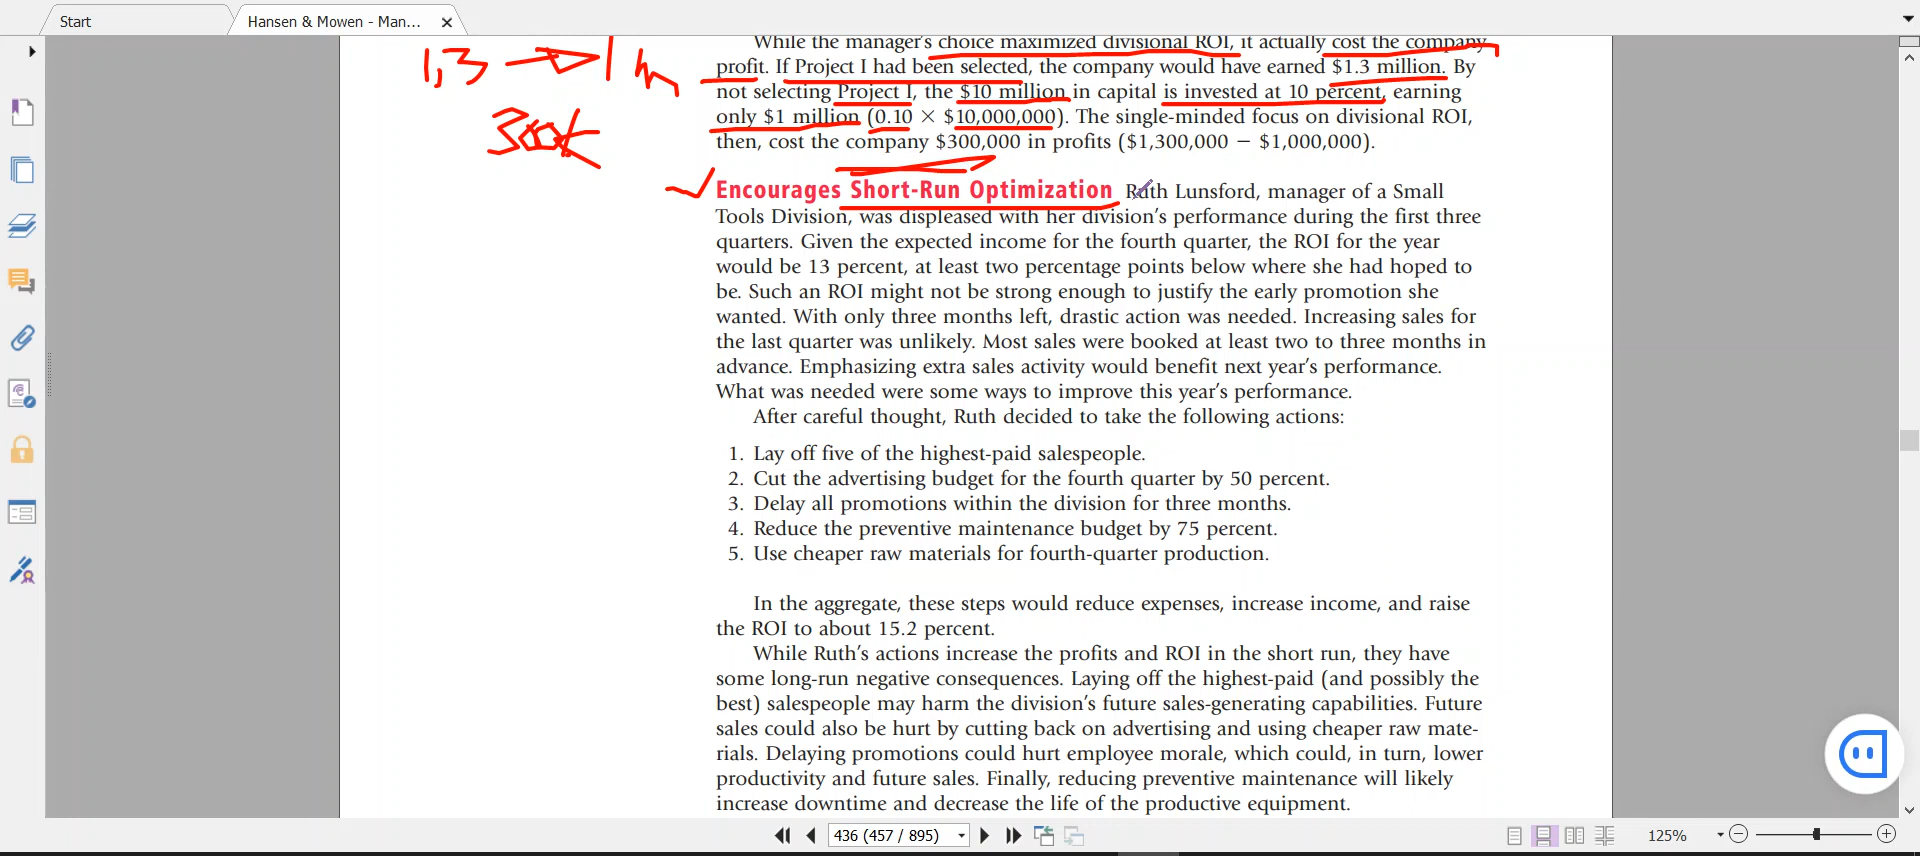 Start
Hansen & Mowen - Man...
While the manager's choice maximized divisional ROI, it actually cost the company
profit. If Project I had been selected, the company would have earned $1.3 million. By
not selecting Project I, the $10 million in capital is invested at 10 percent, earning
only $1 million (0.10 × $10,000,000). The single-minded focus on divisional ROI,
then, cost the company $300,000 in profits ($1,300,000 − $1,000,000).
1,3 → 1 m
300k
Encourages Short-Run Optimization Ruth Lunsford, manager of a Small
Tools Division, was displeased with her division's performance during the first three
quarters. Given the expected income for the fourth quarter, the ROI for the year
would be 13 percent, at least two percentage points below where she had hoped to
be. Such an ROI might not be strong enough to justify the early promotion she
wanted. With only three months left, drastic action was needed. Increasing sales for
the last quarter was unlikely. Most sales were booked at least two to three months in
advance. Emphasizing extra sales activity would benefit next year's performance.
What was needed were some ways to improve this year's performance.
After careful thought, Ruth decided to take the following actions:
1. Lay off five of the highest-paid salespeople.
2. Cut the advertising budget for the fourth quarter by 50 percent.
3. Delay all promotions within the division for three months.
4. Reduce the preventive maintenance budget by 75 percent.
5. Use cheaper raw materials for fourth-quarter production.
In the aggregate, these steps would reduce expenses, increase income, and raise
the ROI to about 15.2 percent.
While Ruth's actions increase the profits and ROI in the short run, they have
some long-run negative consequences. Laying off the highest-paid (and possibly the
best) salespeople may harm the division's future sales-generating capabilities. Future
sales could also be hurt by cutting back on advertising and using cheaper raw mate-
rials. Delaying promotions could hurt employee morale, which could, in turn, lower
productivity and future sales. Finally, reducing preventive maintenance will likely
increase downtime and decrease the life of the productive equipment.
436 (457 / 895)
125%